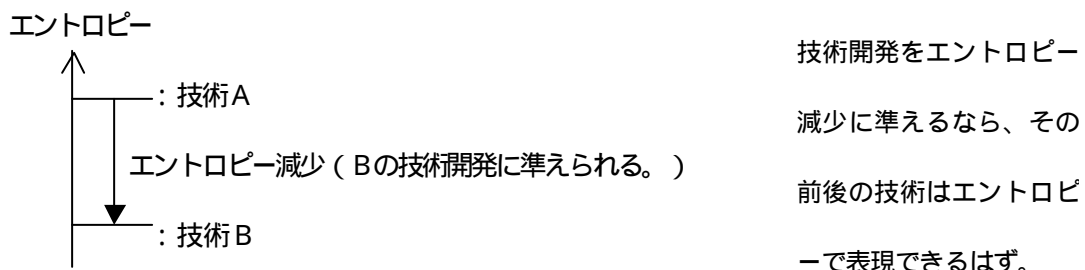 エントロピー
：技術A
エントロピー減少（Bの技術開発に準えられる。）
：技術B
技術開発をエントロピー
減少に準えるなら、その
前後の技術はエントロピ
ーで表現できるはず。